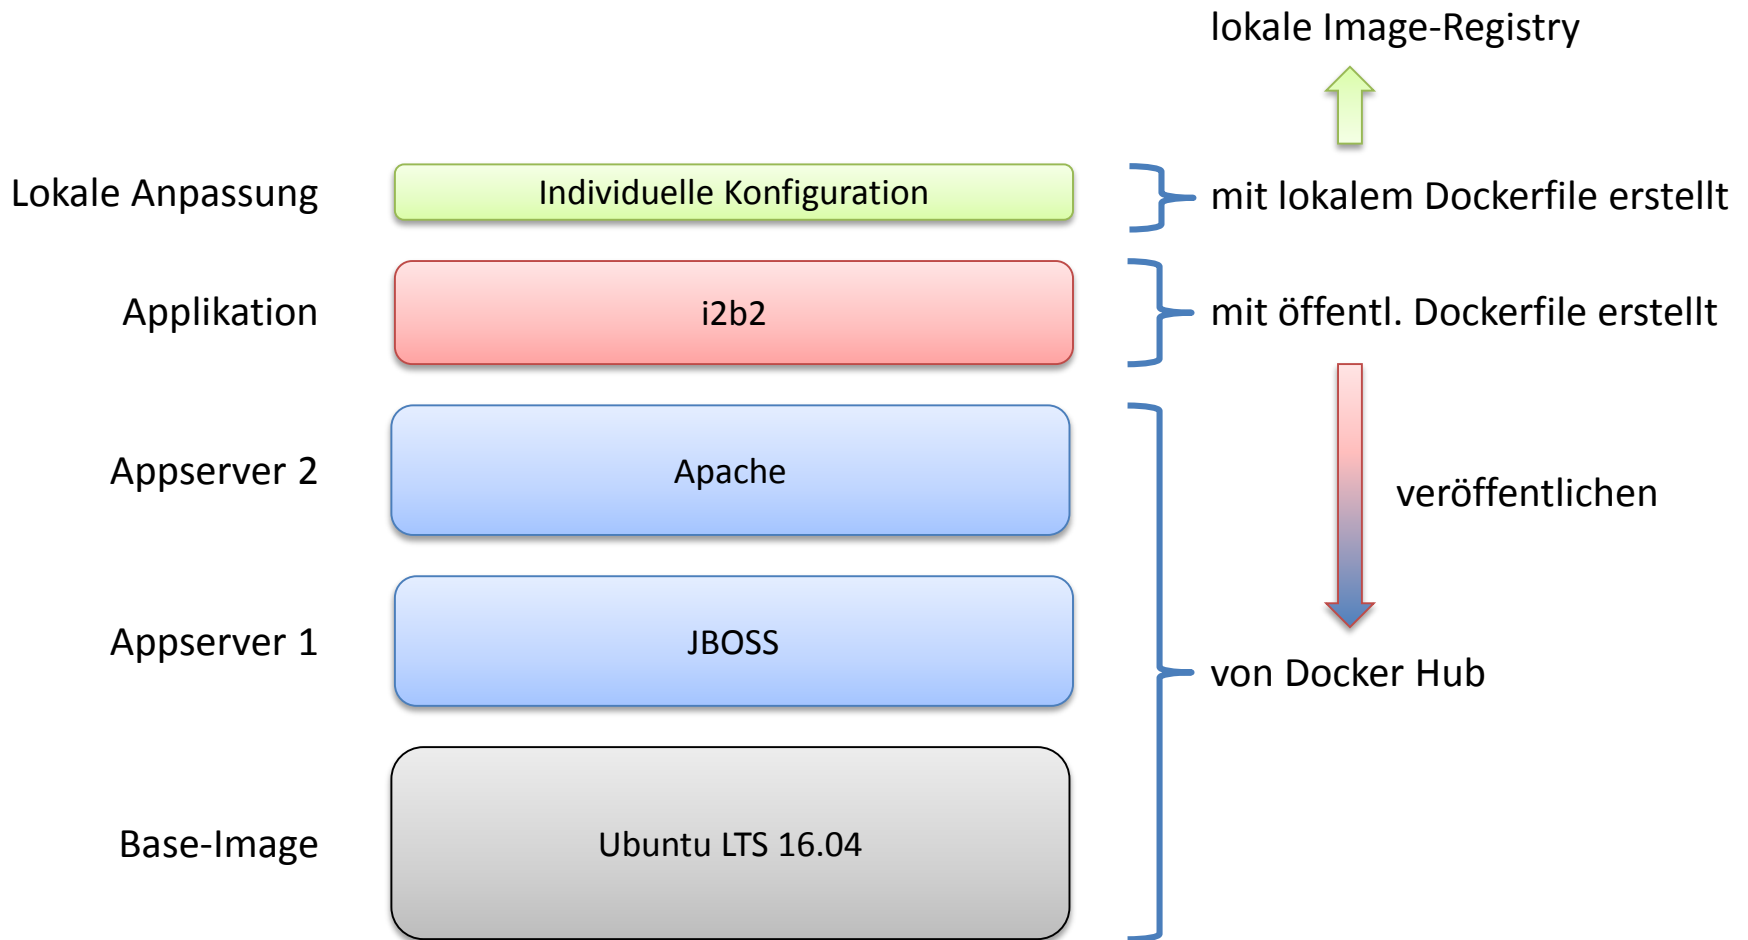 lokale Image-Registry
Lokale Anpassung
Individuelle Konfiguration
mit lokalem Dockerfile erstellt
Applikation
i2b2
mit öffentl. Dockerfile erstellt
Appserver 2
Apache
veröffentlichen
Appserver 1
JBOSS
von Docker Hub
Base-Image
Ubuntu LTS 16.04